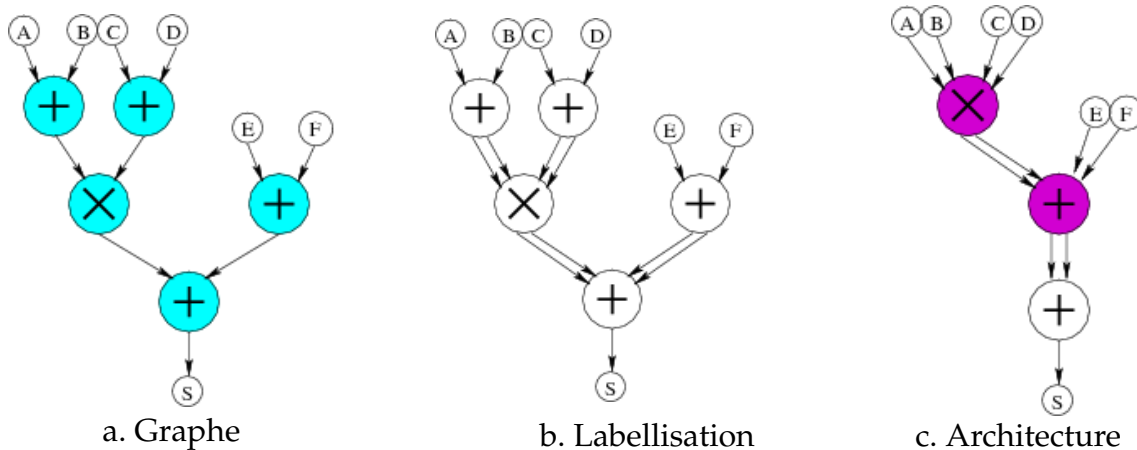 A B C D
+ +
E F
× +
+
S
a. Graphe
A B C D
+ +
E F
× +
+
S
b. Labellisation
A B C D
×
E F
+
+
S
c. Architecture